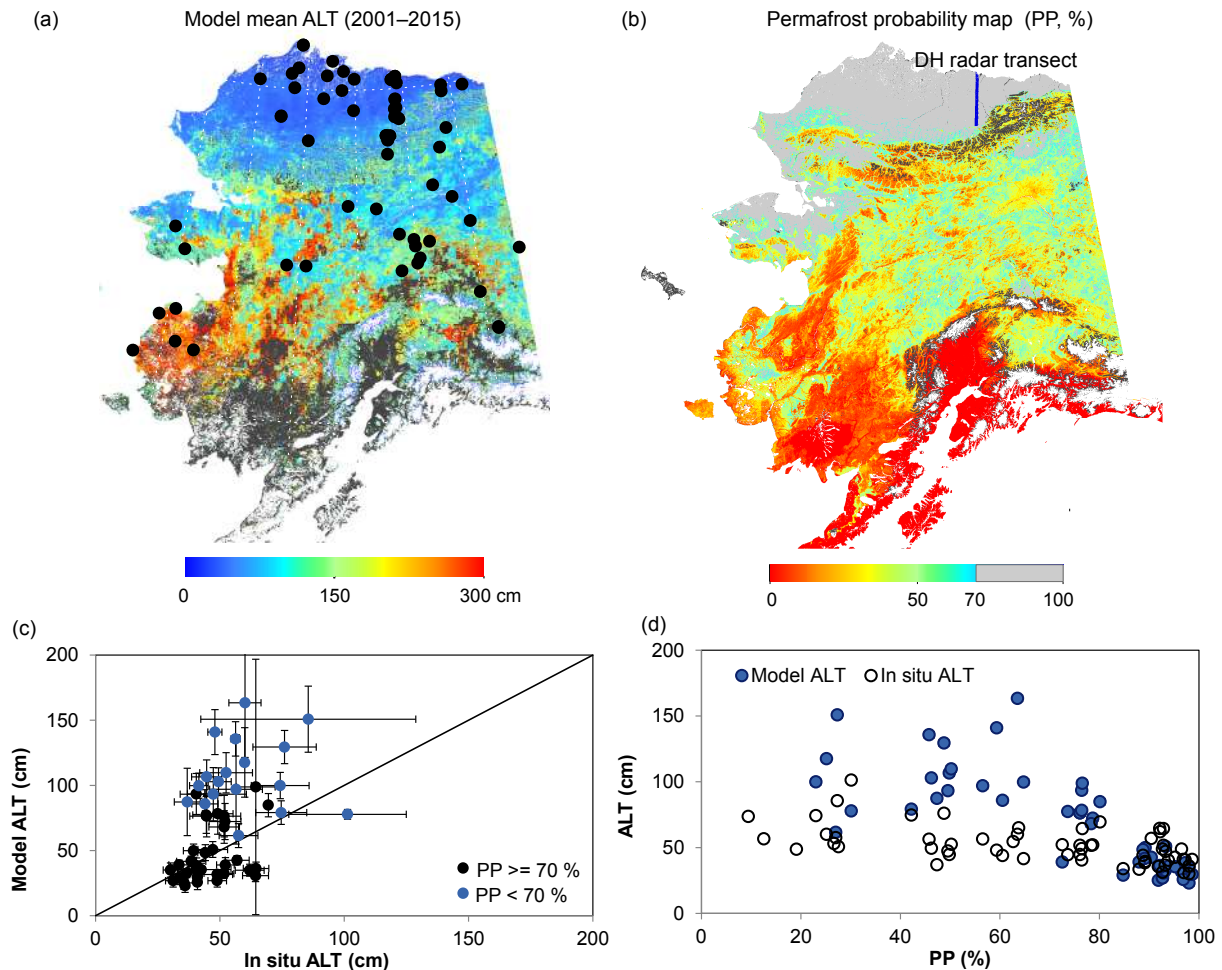 (a) Model mean ALT (2001–2015)
(b) Permafrost probability map (PP, %)
DH radar transect
0 150 300 cm
0 50 70 100
(c)
200
150
100
50
0
Model ALT (cm)
PP >= 70 %
PP < 70 %
0 50 100 150 200
In situ ALT (cm)
(d)
200
150
100
50
0
ALT (cm)
Model ALT In situ ALT
0 20 40 60 80 100
PP (%)